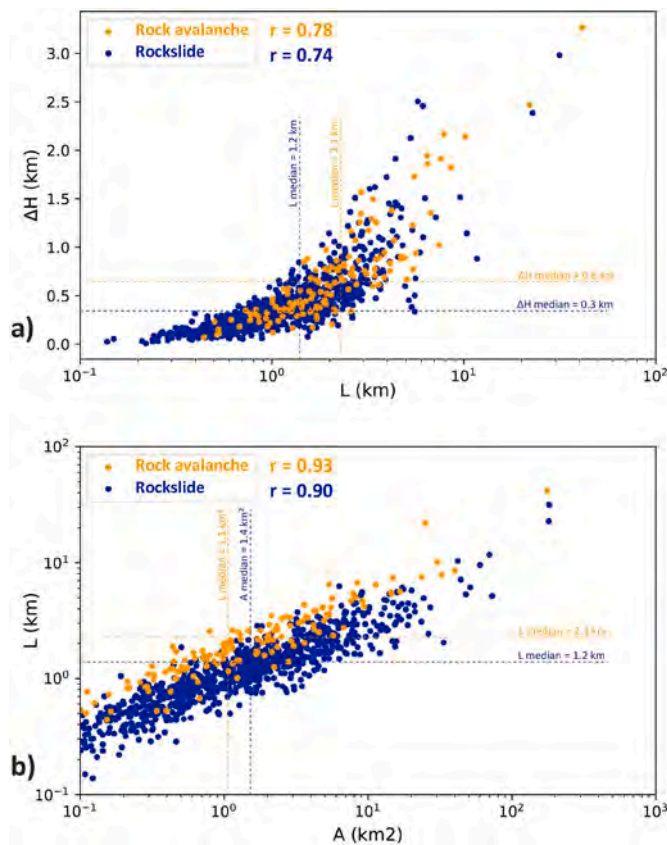 Rock avalanche r = 0.78
Rockslide r = 0.74
3.0
2.5
2.0
1.5
1.0
0.5
0.0
ΔH (km)
L median = 1.2 km
ΔH median = 0.3 km
a)
10⁻¹ 10⁰ 10¹ 10²
L (km)
Rock avalanche r = 0.93
Rockslide r = 0.90
10²
10¹
10⁰
10⁻¹
L (km)
A median = 1.4 km²
L median = 1.2 km
b)
10⁻¹ 10⁰ 10¹ 10² 10³
A (km2)